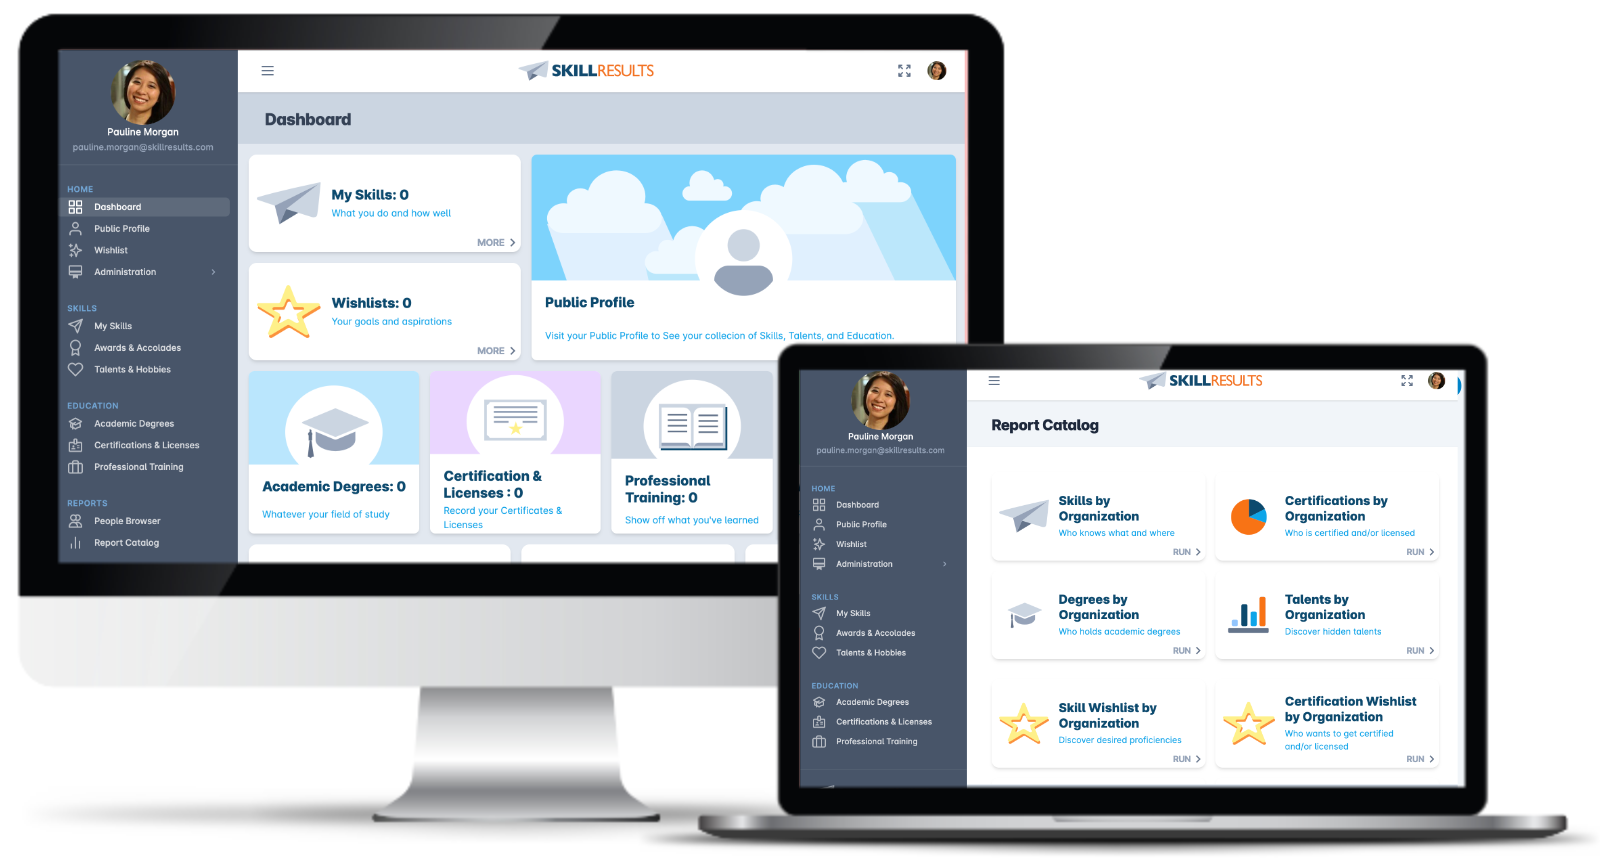 SKILLRESULTS
Pauline Morgan
pauline.morgan@skillresults.com
HOME
Dashboard
Public Profile
Wishlist
Administration
SKILLS
My Skills
Awards & Accolades
Talents & Hobbies
EDUCATION
Academic Degrees
Certifications & Licenses
Professional Training
REPORTS
People Browser
Report Catalog
Dashboard
My Skills: 0
What you do and how well
MORE
Wishlists: 0
Your goals and aspirations
MORE
Public Profile
Visit your Public Profile to See your collecion of Skills, Talents, and Education.
Academic Degrees: 0
Whatever your field of study
Certification &
Licenses : 0
Record your Certificates &
Licenses
Professional
Training: 0
Show off what you've learned
SKILLRESULTS
Pauline Morgan
pauline.morgan@skillresults.com
HOME
Dashboard
Public Profile
Wishlist
Administration
SKILLS
My Skills
Awards & Accolades
Talents & Hobbies
EDUCATION
Academic Degrees
Certifications & Licenses
Professional Training
Report Catalog
Skills by
Organization
Who knows what and where
RUN
Certifications by
Organization
Who is certified and/or licensed
RUN
Degrees by
Organization
Who holds academic degrees
RUN
Talents by
Organization
Discover hidden talents
RUN
Skill Wishlist by
Organization
Discover desired proficiencies
RUN
Certification Wishlist
by Organization
Who wants to get certified
and/or licensed
RUN